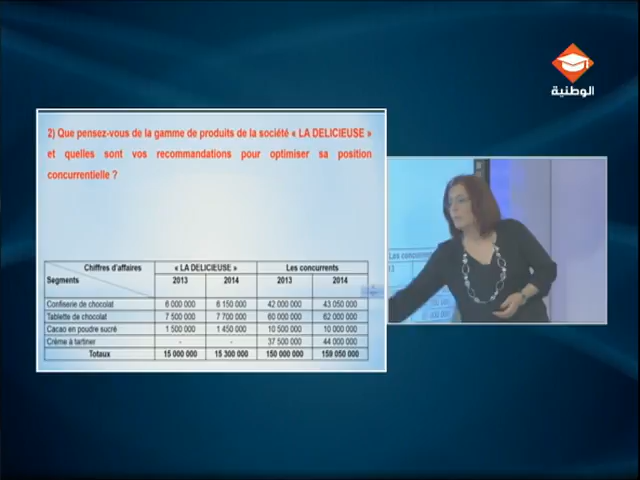 الوطنية
2) Que pensez-vous de la gamme de produits de la société « LA DELICIEUSE »
et quelles sont vos recommandations pour optimiser sa position
concurrentielle ?
Chiffres d'affaires « LA DELICIEUSE » Les concurrents
Segments 2013 2014 2013 2014
Confiserie de chocolat 6 000 000 6 150 000 42 000 000 43 050 000
Tablette de chocolat 7 500 000 7 700 000 60 000 000 62 000 000
Cacao en poudre sucré 1 500 000 1 450 000 10 500 000 10 000 000
Crème à tartiner - - 37 500 000 44 000 000
Totaux 15 000 000 15 300 000 150 000 000 159 050 000
Les concurrents